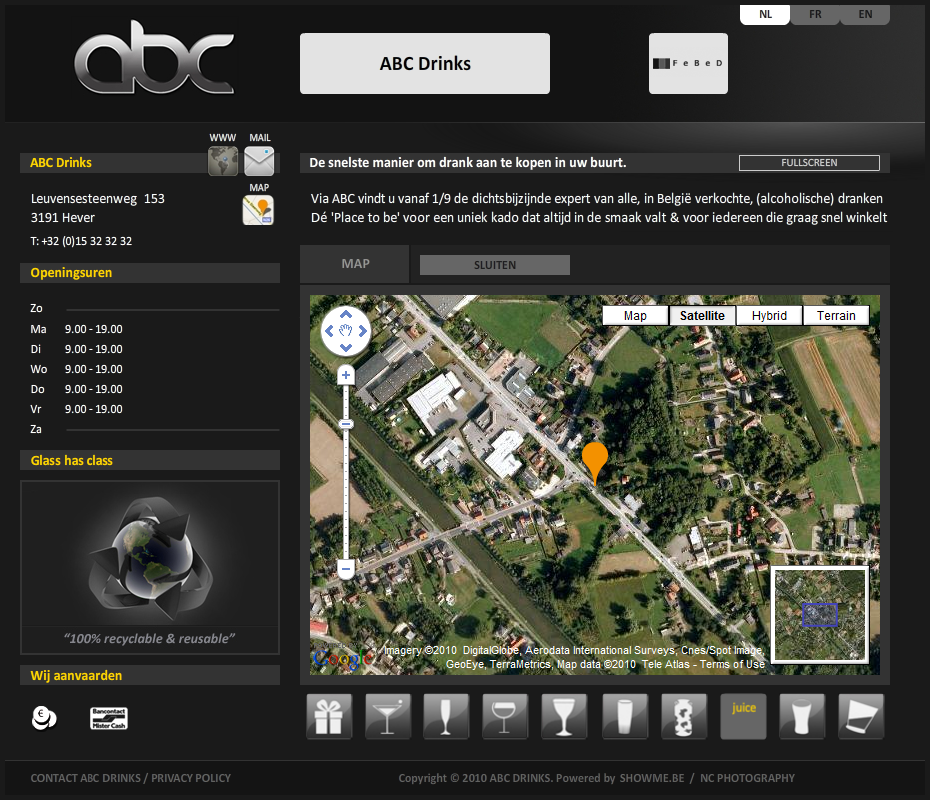 NL FR EN
abc
ABC Drinks
FeBeD
WWW MAIL
ABC Drinks
MAP
Leuvensesteenweg 153
3191 Hever
T: +32 (0)15 32 32 32
Openingsuren
Zo
Ma 9.00 - 19.00
Di 9.00 - 19.00
Wo 9.00 - 19.00
Do 9.00 - 19.00
Vr 9.00 - 19.00
Za
Glass has class
“100% recyclable & reusable”
Wij aanvaarden
€
Bancontact
Mister Cash
De snelste manier om drank aan te kopen in uw buurt.
FULLSCREEN
Via ABC vindt u vanaf 1/9 de dichtsbijzijnde expert van alle, in België verkochte, (alcoholische) dranken
Dé 'Place to be' voor een uniek kado dat altijd in de smaak valt & voor iedereen die graag snel winkelt
MAP SLUITEN
Map Satellite Hybrid Terrain
Google
Imagery ©2010 DigitalGlobe, Aerodata International Surveys, Cnes/Spot Image,
GeoEye, TerraMetrics, Map data ©2010 Tele Atlas - Terms of Use
juice
CONTACT ABC DRINKS / PRIVACY POLICY
Copyright © 2010 ABC DRINKS. Powered by SHOWME.BE / NC PHOTOGRAPHY